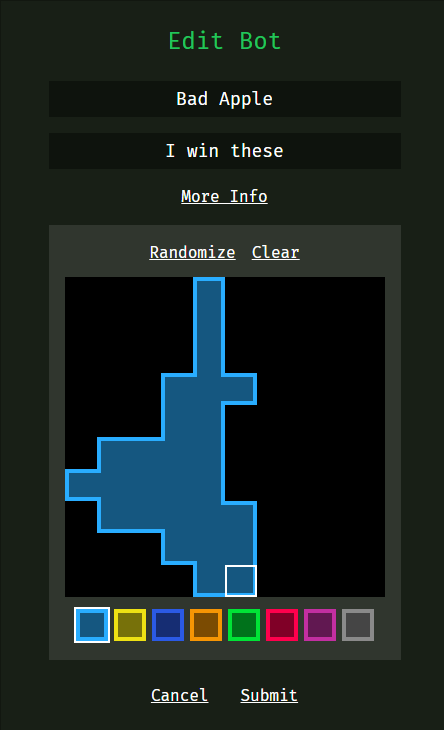 Edit Bot
Bad Apple
I win these
More Info
Randomize Clear
Cancel Submit